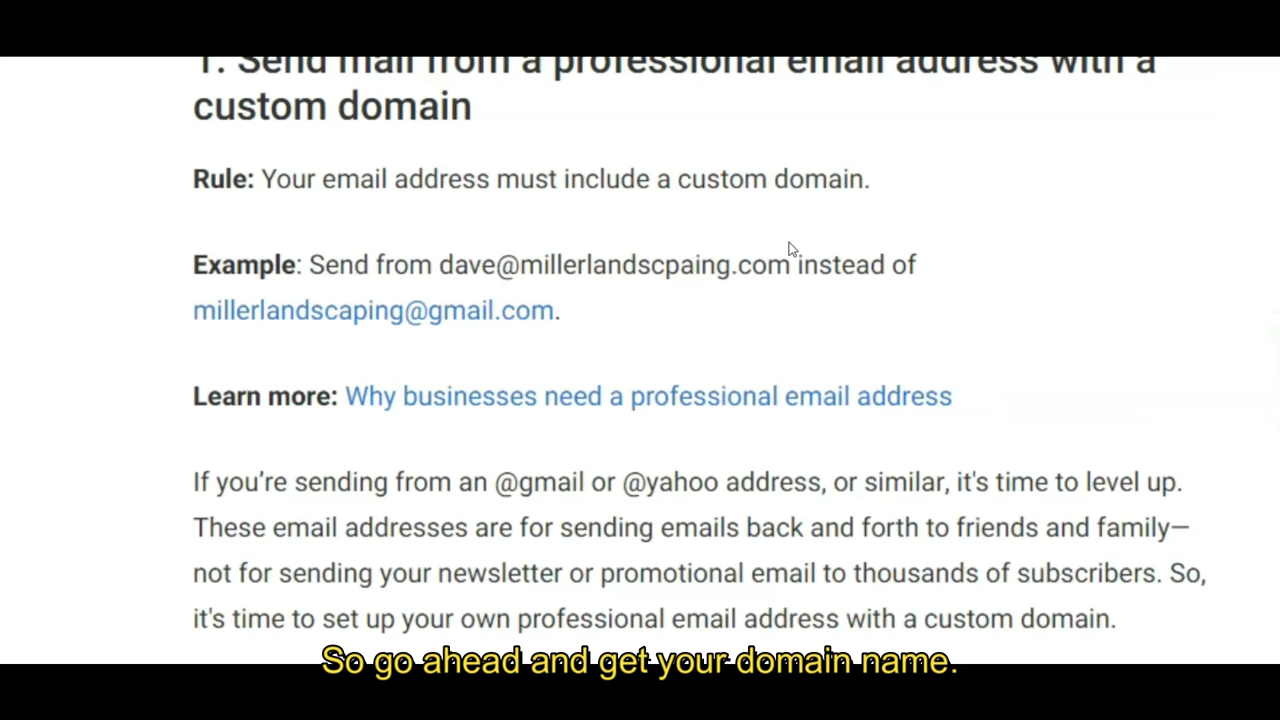 1. Send mail from a professional email address with a
custom domain
Rule: Your email address must include a custom domain.
Example: Send from dave@millerlandscpaing.com instead of
millerlandscaping@gmail.com.
Learn more: Why businesses need a professional email address
If you’re sending from an @gmail or @yahoo address, or similar, it's time to level up.
These email addresses are for sending emails back and forth to friends and family—
not for sending your newsletter or promotional email to thousands of subscribers. So,
it's time to set up your own professional email address with a custom domain.
So go ahead and get your domain name.